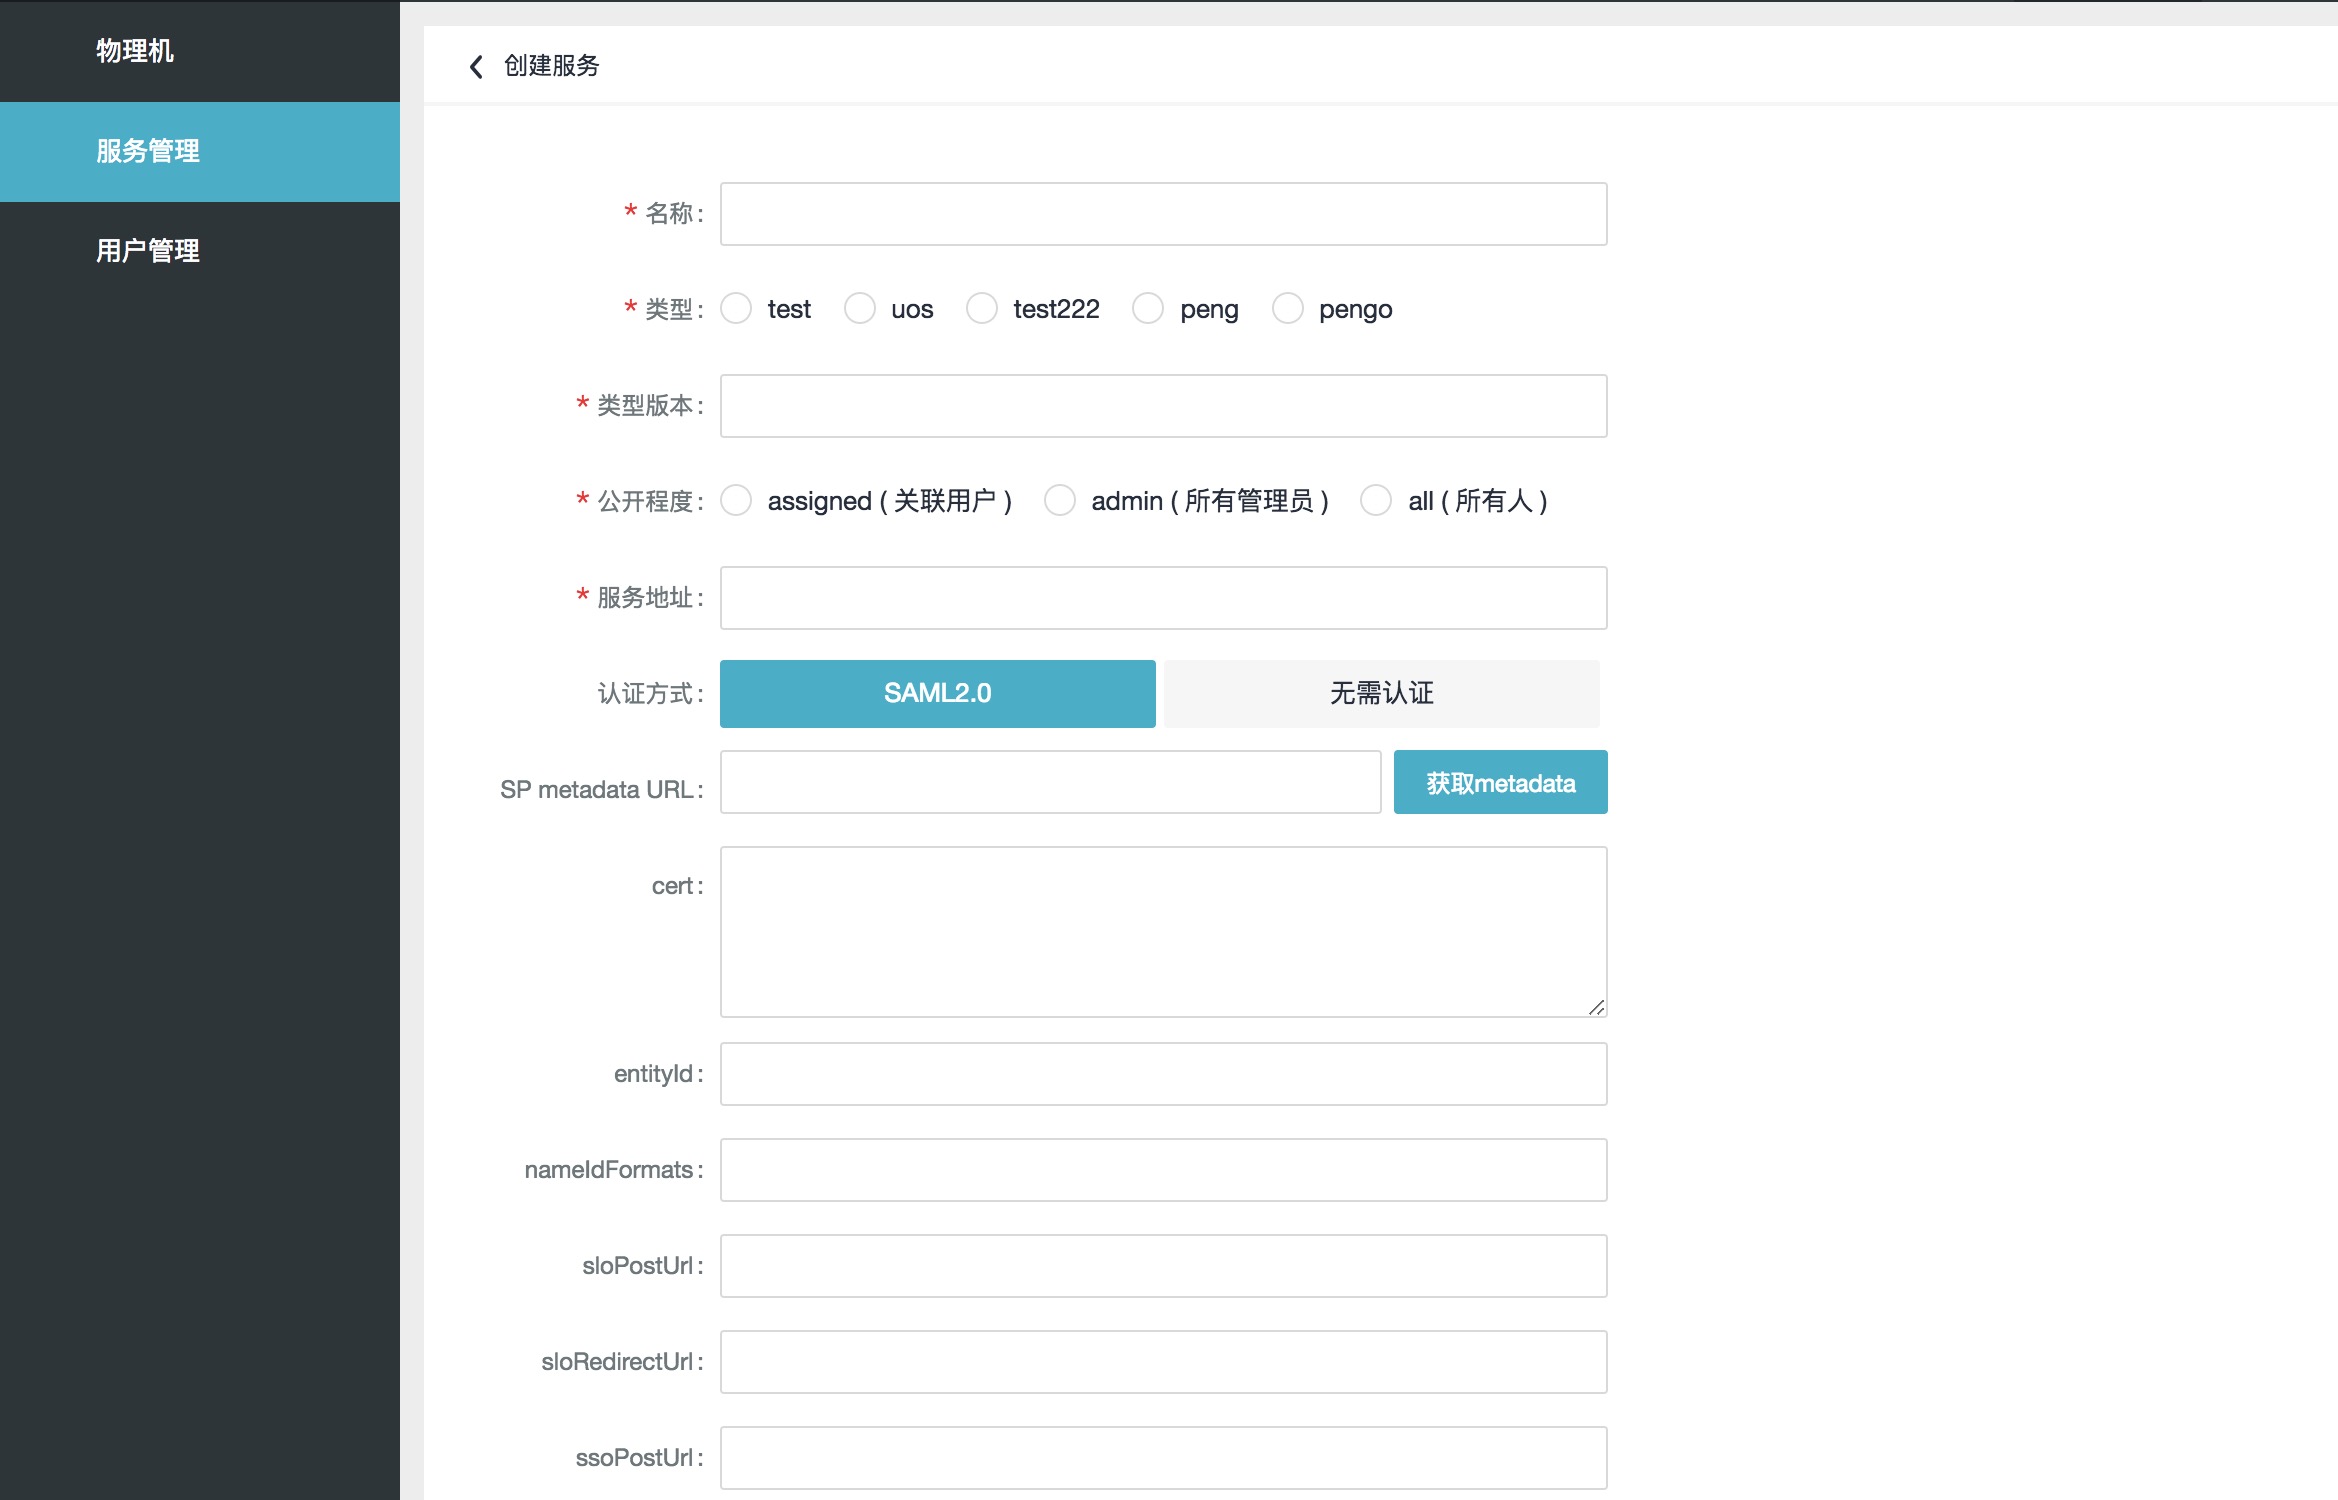 物理机
服务管理
用户管理
创建服务
* 名称 :
* 类型 : test uos test222 peng pengo
* 类型版本 :
* 公开程度 : assigned ( 关联用户 ) admin ( 所有管理员 ) all ( 所有人 )
* 服务地址 :
认证方式 : SAML2.0 无需认证
SP metadata URL : 获取metadata
cert :
entityId :
nameIdFormats :
sloPostUrl :
sloRedirectUrl :
ssoPostUrl :